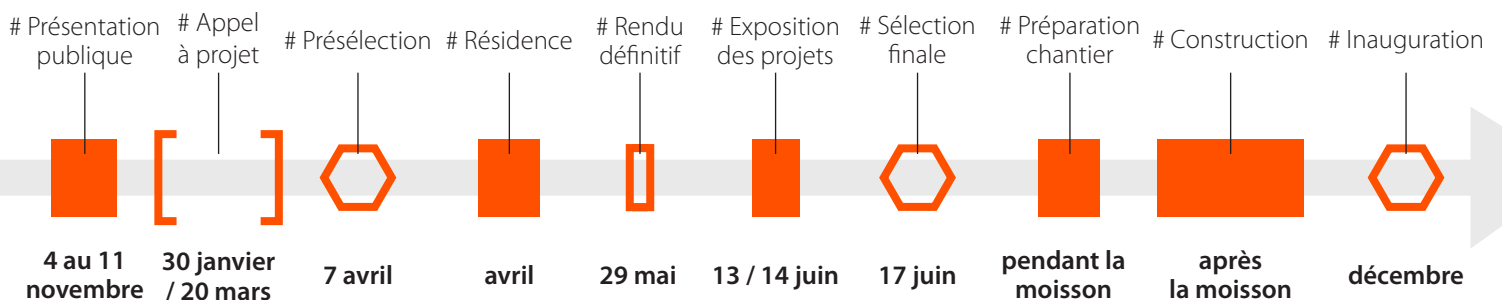 # Présentation
publique
# Appel
à projet
# Présélection
# Résidence
# Rendu
définitif
# Exposition
des projets
# Sélection
finale
# Préparation
chantier
# Construction
# Inauguration
4 au 11
novembre
30 janvier
/ 20 mars
7 avril
avril
29 mai
13 / 14 juin
17 juin
pendant la
moisson
après
la moisson
décembre